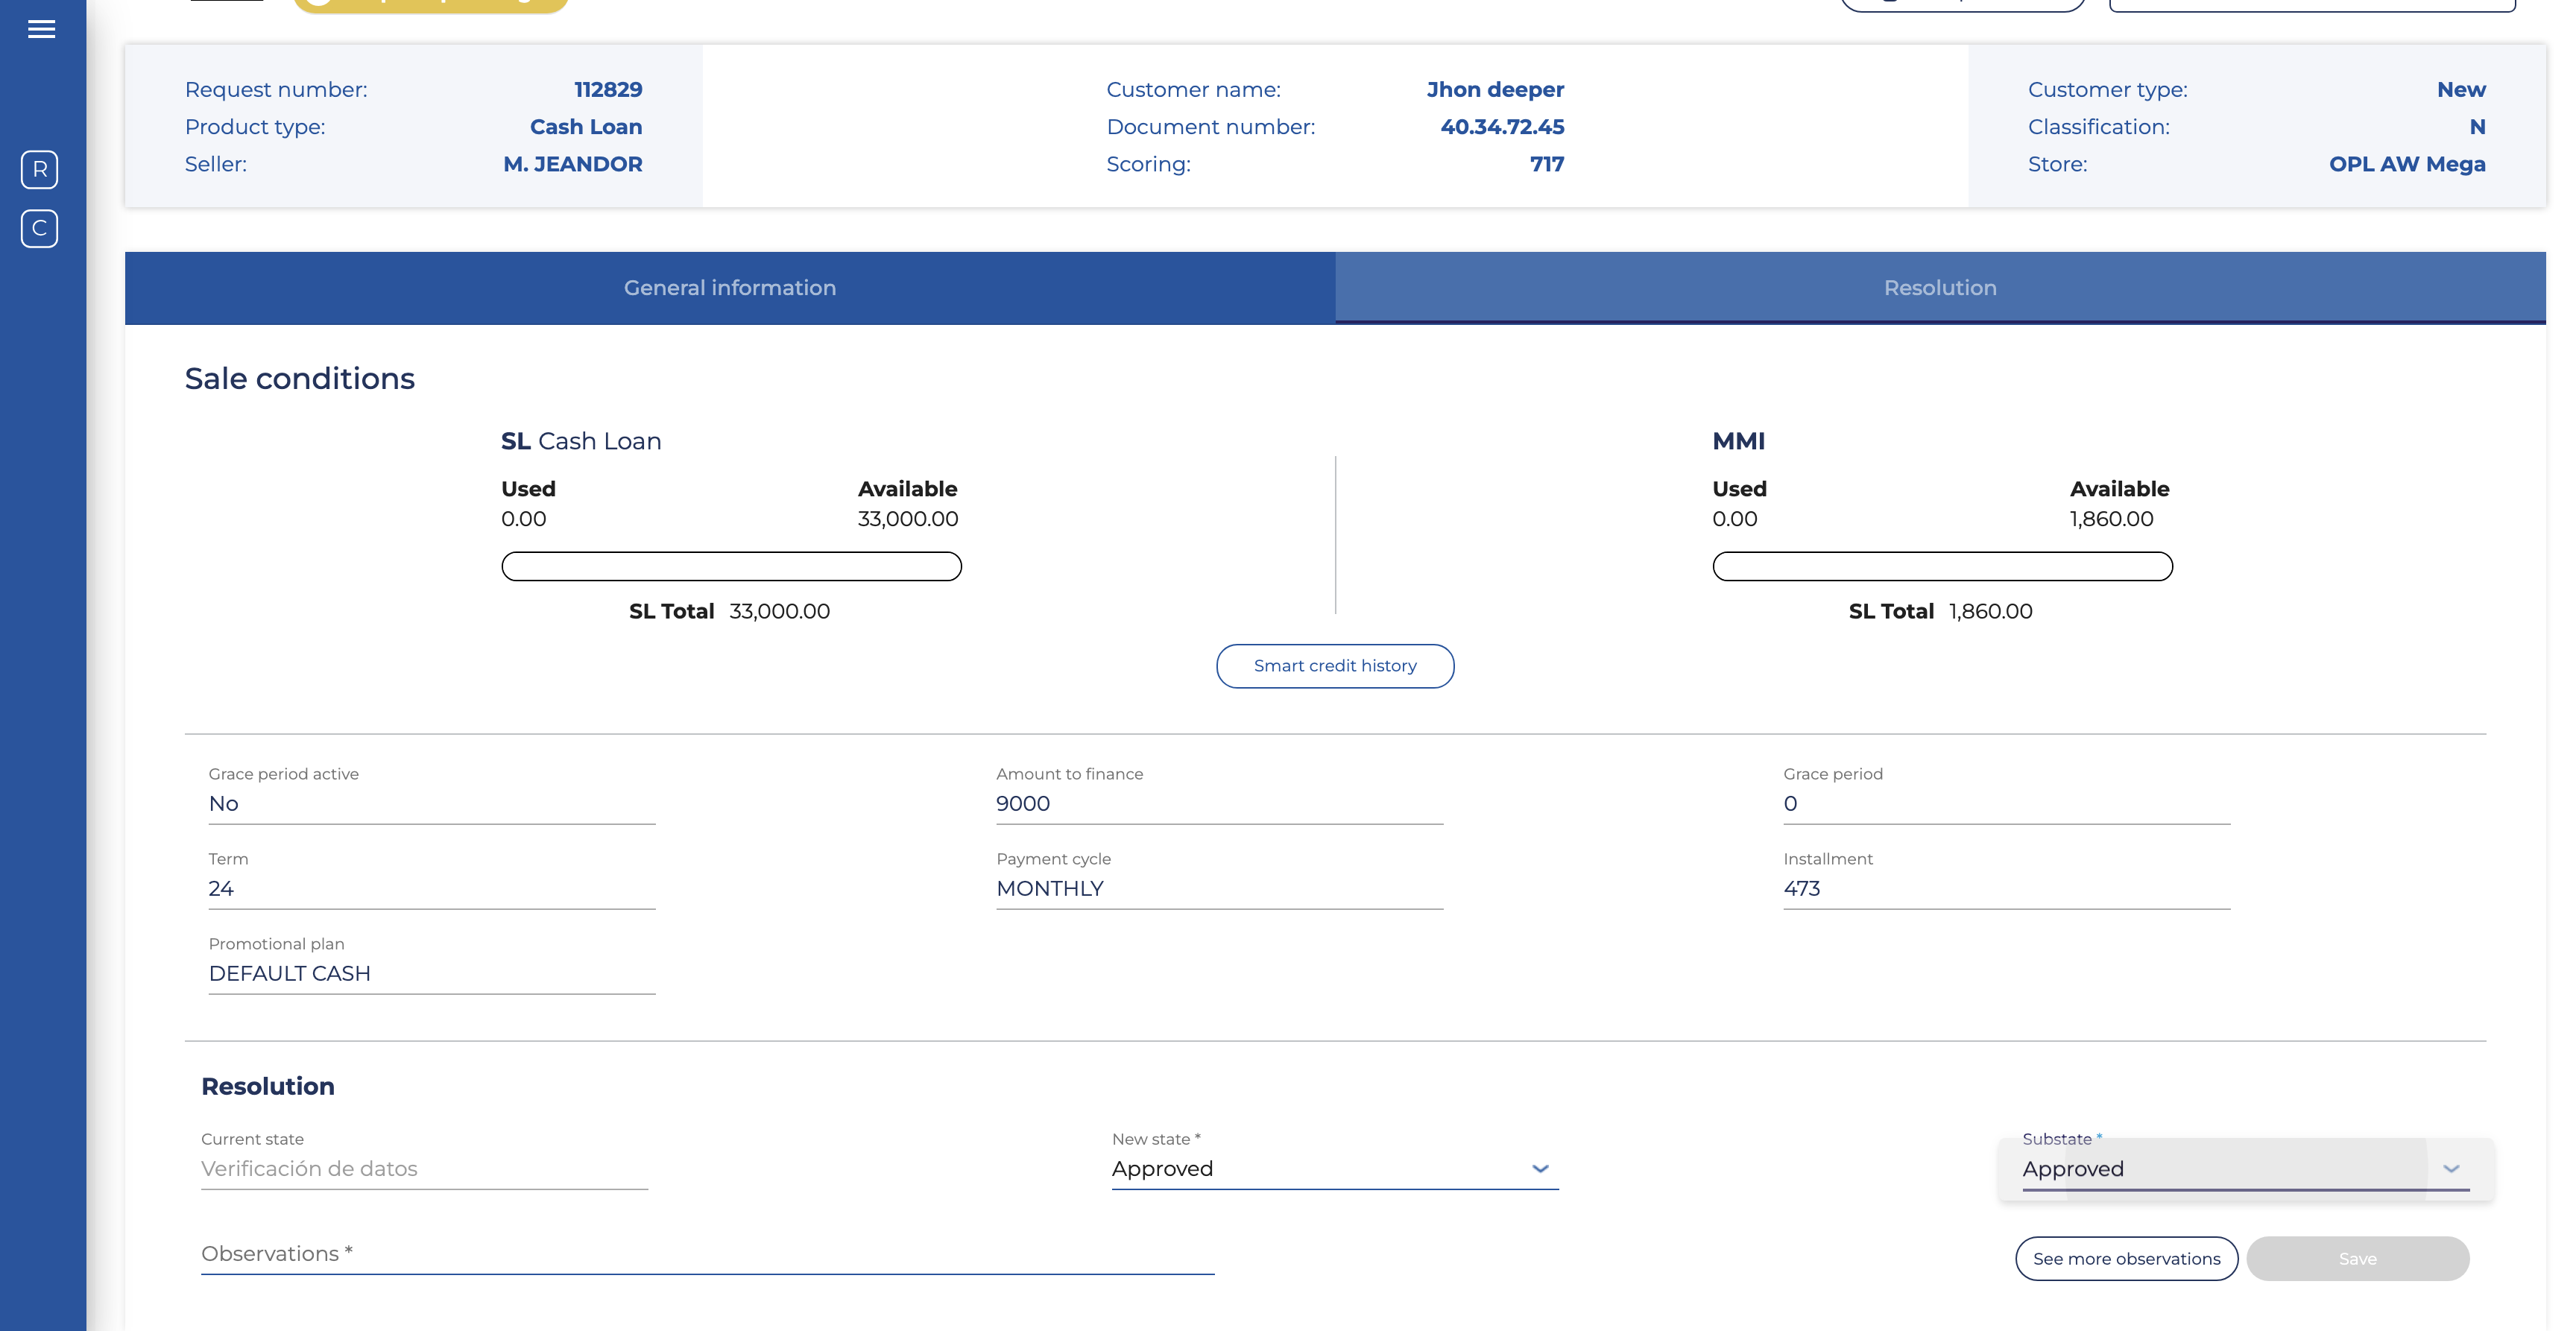 R
C
Request number: 112829
Product type: Cash Loan
Seller: M. JEANDOR
Customer name: Jhon deeper
Document number: 40.34.72.45
Scoring: 717
Customer type: New
Classification: N
Store: OPL AW Mega
General information
Resolution
Sale conditions
SL Cash Loan
Used Available
0.00 33,000.00
SL Total 33,000.00
MMI
Used Available
0.00 1,860.00
SL Total 1,860.00
Smart credit history
Grace period active
No
Amount to finance
9000
Grace period
0
Term
24
Payment cycle
MONTHLY
Installment
473
Promotional plan
DEFAULT CASH
Resolution
Current state
Verificación de datos
New state *
Approved
Substate *
Approved
Observations *
See more observations
Save